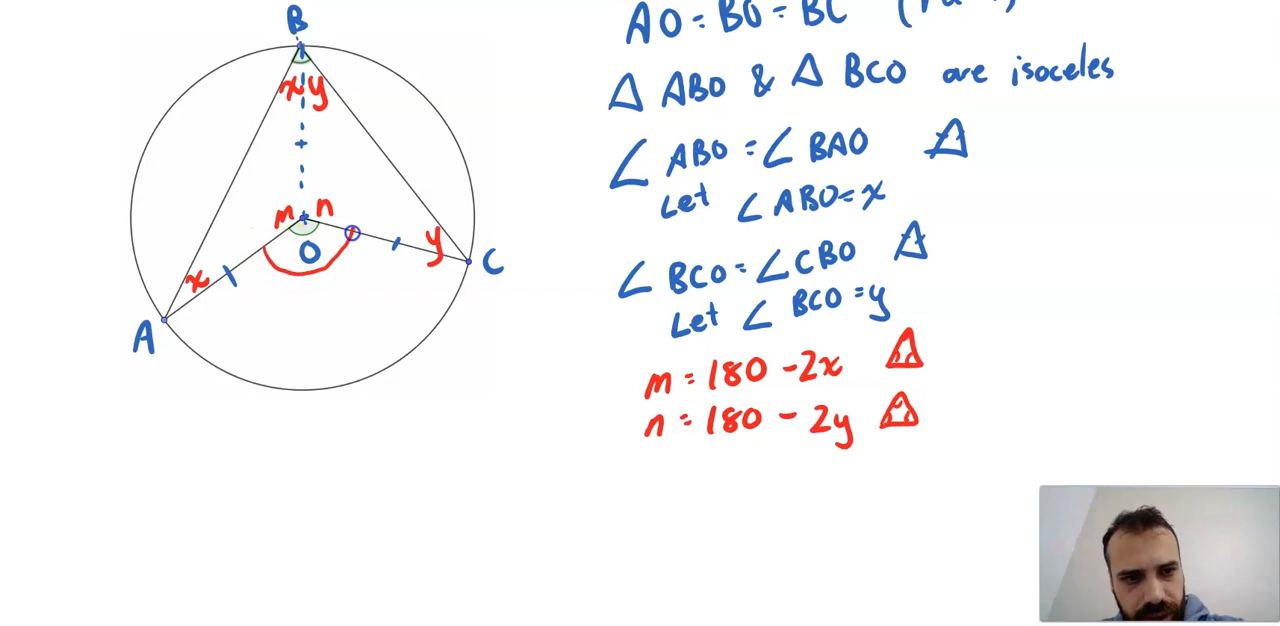 B
x y
m n
O
x
y
A
C
AO = BO = BC
△ ABO & △ BCO are isoceles
∠ ABO = ∠ BAO
Let ∠ ABO = x
∠ BCO = ∠ CBO
Let ∠ BCO = y
m = 180 - 2x
n = 180 - 2y